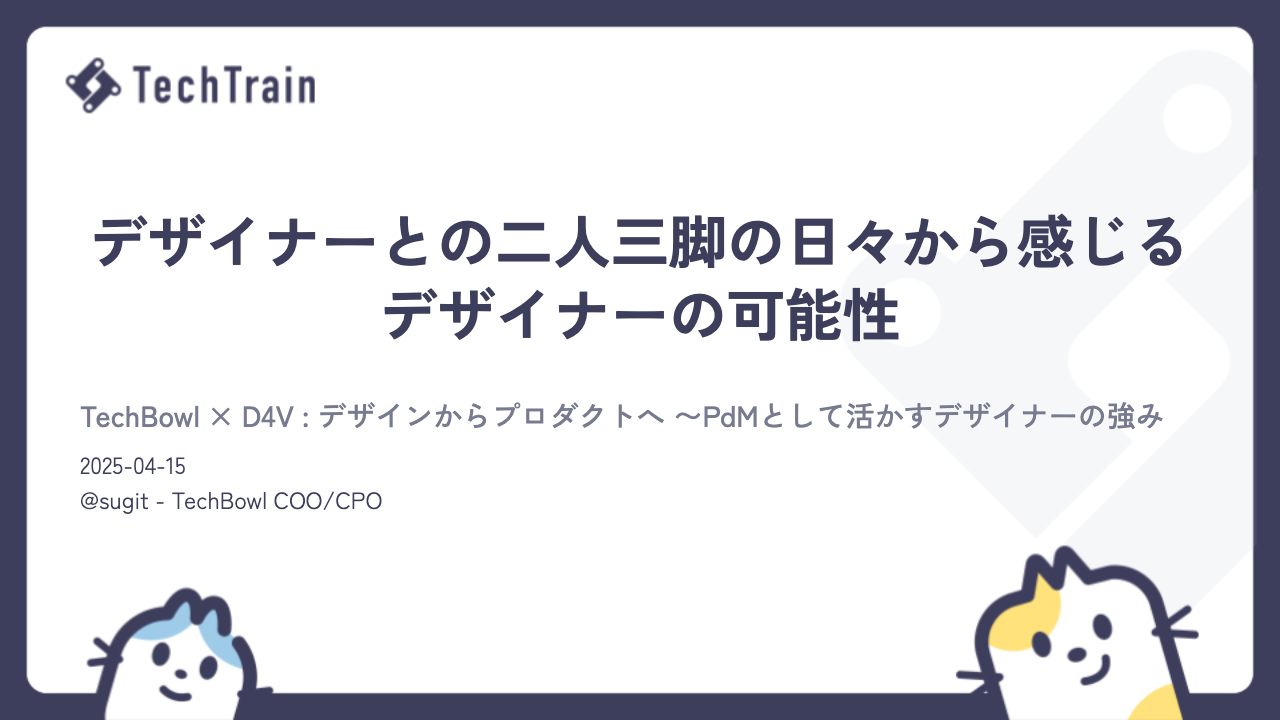 TechTrain
デザイナーとの二人三脚の日々から感じる
デザイナーの可能性
TechBowl × D4V : デザインからプロダクトへ 〜PdMとして活かすデザイナーの強み
2025-04-15
@sugit - TechBowl COO/CPO